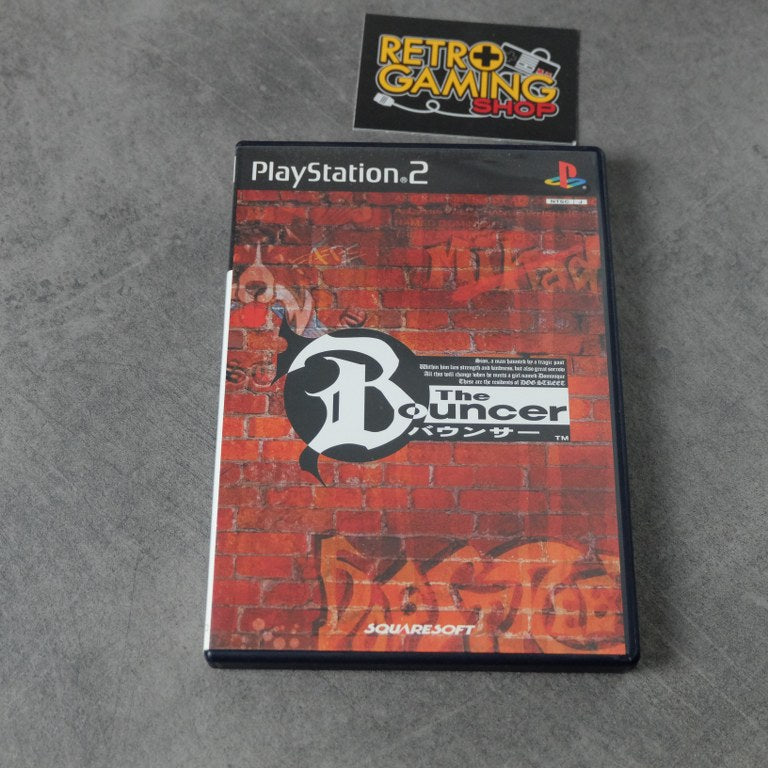 RETRO
GAMING
SHOP
PlayStation®2
NTSC J
Sion, a man haunted by a tragic past
Within him lies strength and kindness, but also great sorrow
All this will change when he meets a girl named Dominique
These are the residents of DOG STREET
The
Bouncer
バウンサー
TM
SQUARESOFT